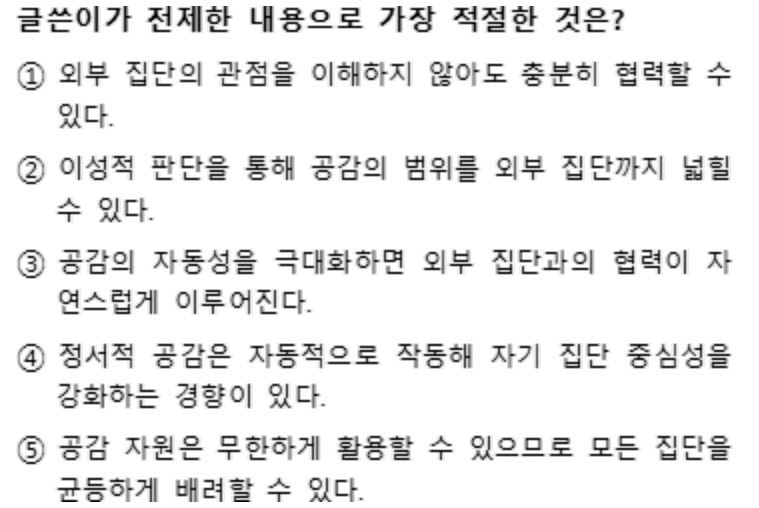 글쓴이가 전제한 내용으로 가장 적절한 것은?
① 외부 집단의 관점을 이해하지 않아도 충분히 협력할 수
있다.
② 이성적 판단을 통해 공감의 범위를 외부 집단까지 넓힐
수 있다.
③ 공감의 자동성을 극대화하면 외부 집단과의 협력이 자
연스럽게 이루어진다.
④ 정서적 공감은 자동적으로 작동해 자기 집단 중심성을
강화하는 경향이 있다.
⑤ 공감 자원은 무한하게 활용할 수 있으므로 모든 집단을
균등하게 배려할 수 있다.